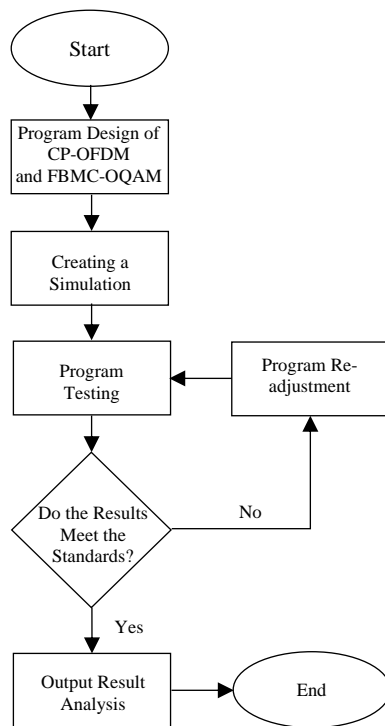 Start
Program Design of
CP-OFDM
and FBMC-OQAM
Creating a
Simulation
Program
Testing
Program Re-
adjustment
Do the Results
Meet the
Standards?
No
Yes
Output Result
Analysis
End